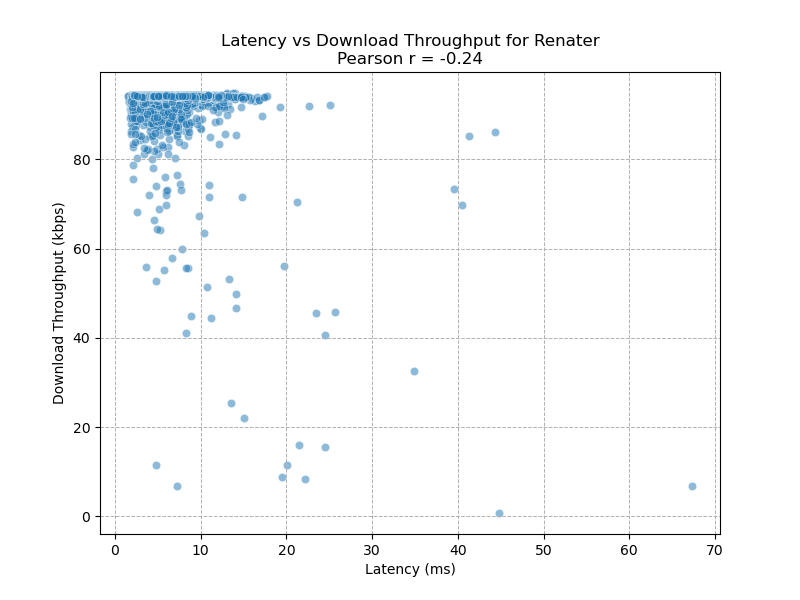 Latency vs Download Throughput for Renater
Pearson r = -0.24
Download Throughput (kbps)
80
60
40
20
0
0 10 20 30 40 50 60 70
Latency (ms)